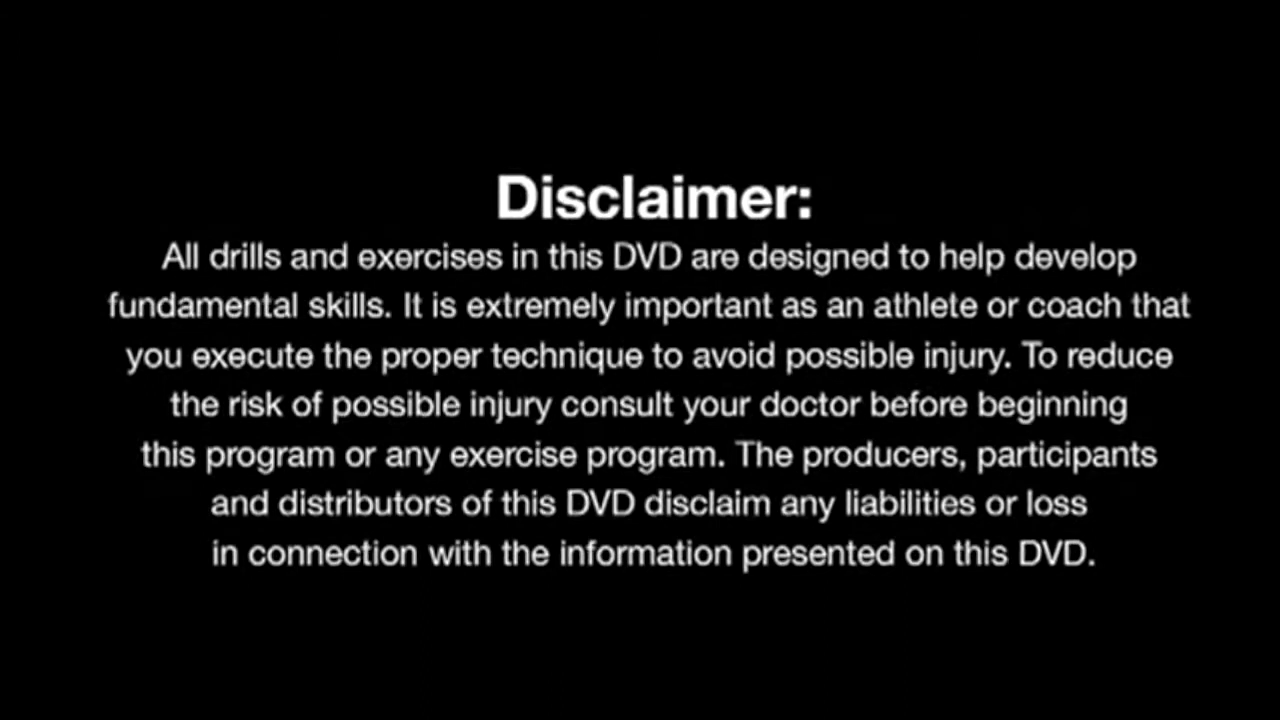 Disclaimer:
All drills and exercises in this DVD are designed to help develop
fundamental skills. It is extremely important as an athlete or coach that
you execute the proper technique to avoid possible injury. To reduce
the risk of possible injury consult your doctor before beginning
this program or any exercise program. The producers, participants
and distributors of this DVD disclaim any liabilities or loss
in connection with the information presented on this DVD.